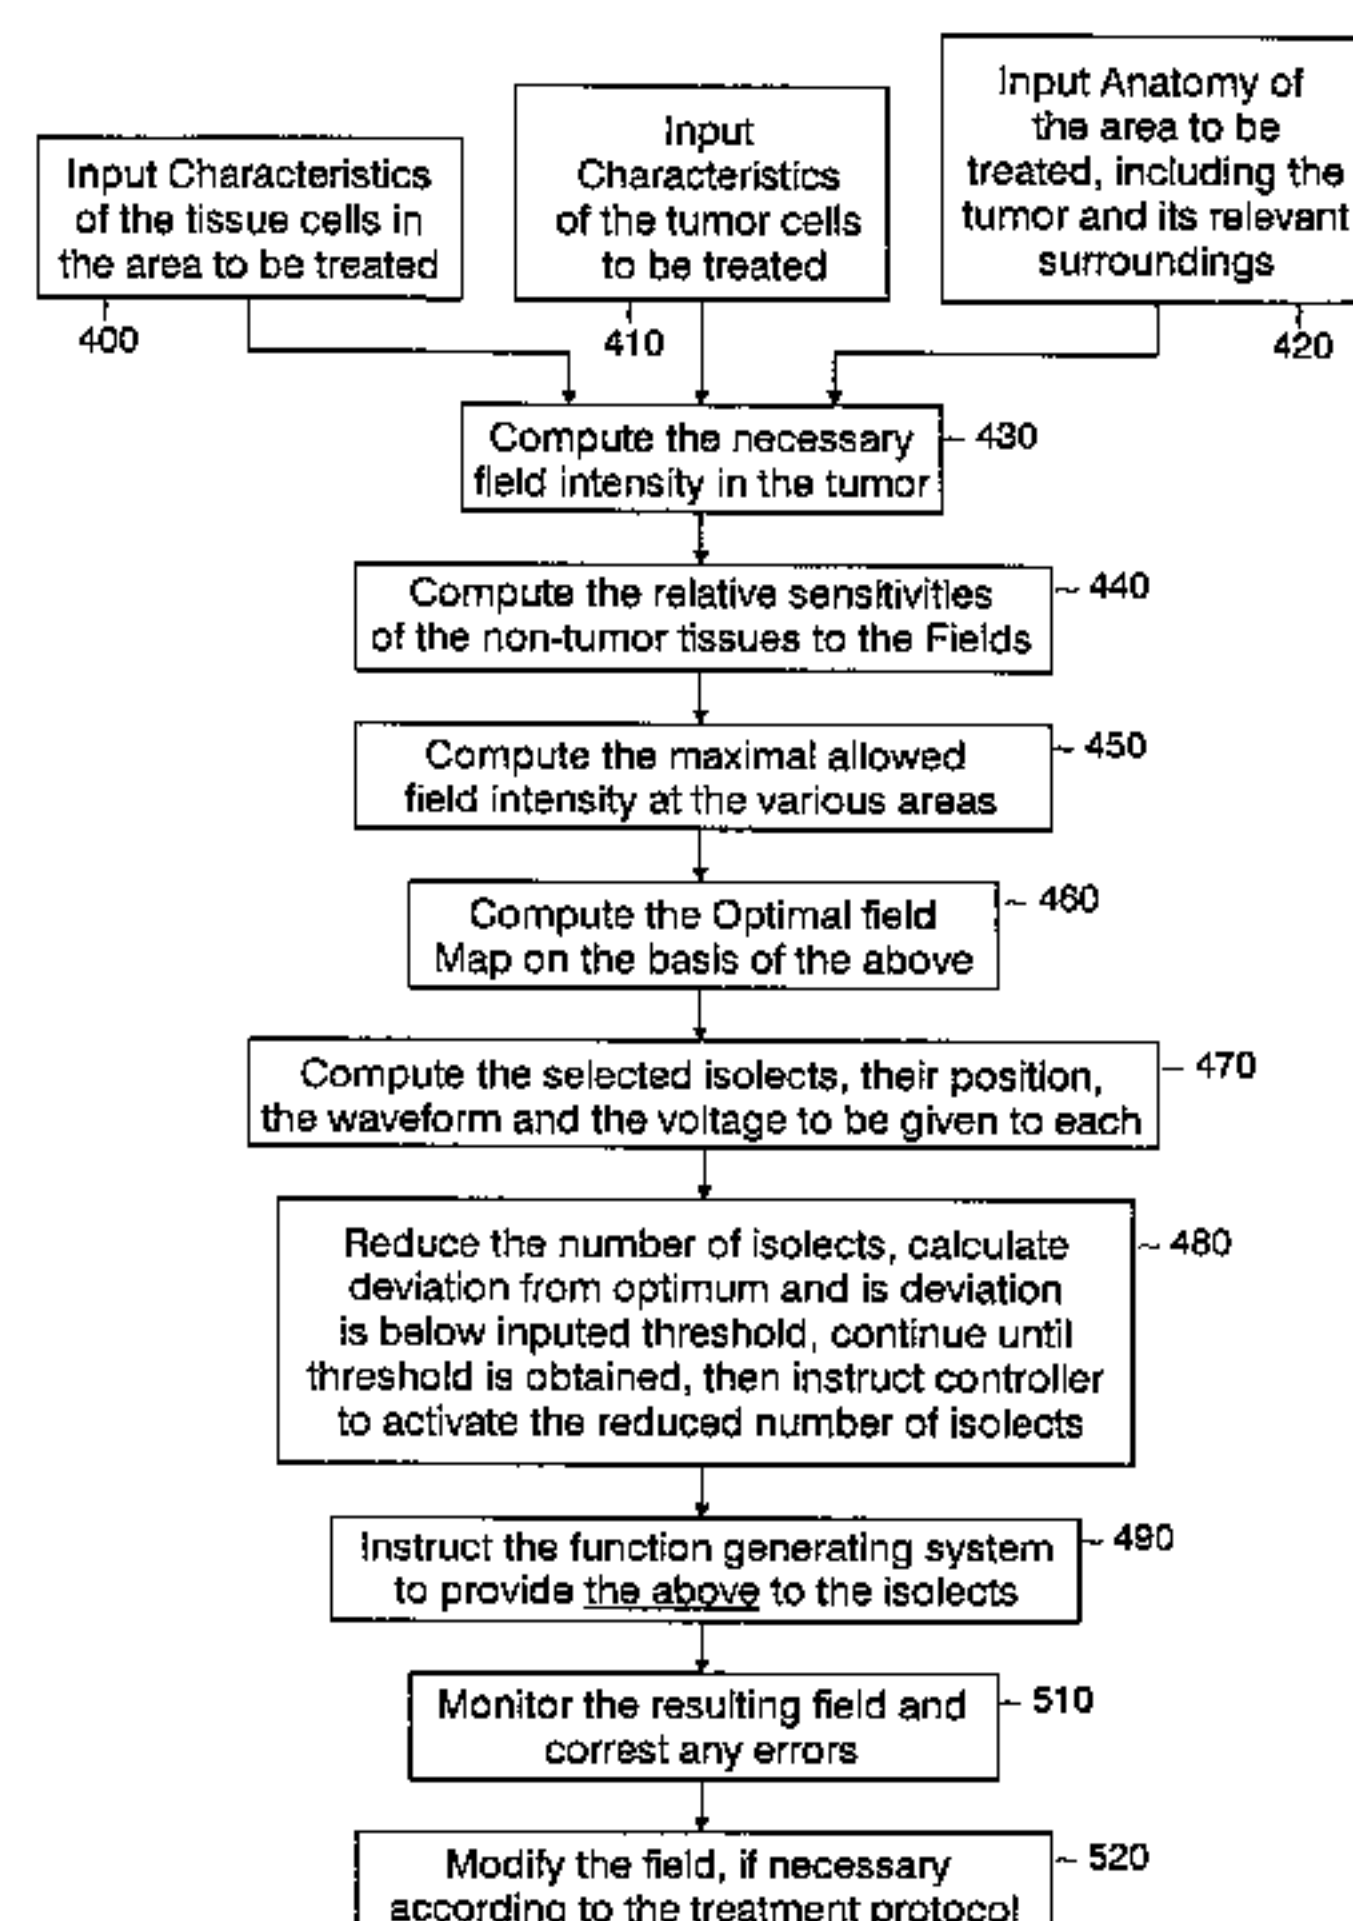 Input Characteristics
of the tissue cells in
the area to be treated
400
Input
Characteristics
of the tumor cells
to be treated
410
Input Anatomy of
the area to be
treated, including the
tumor and its relevant
surroundings
420
Compute the necessary
field intensity in the tumor
430
Compute the relative sensitivities
of the non-tumor tissues to the Fields
440
Compute the maximal allowed
field intensity at the various areas
450
Compute the Optimal field
Map on the basis of the above
460
Compute the selected isolects, their position,
the waveform and the voltage to be given to each
470
Reduce the number of isolects, calculate
deviation from optimum and is deviation
is below inputed threshold, continue until
threshold is obtained, then instruct controller
to activate the reduced number of isolects
480
Instruct the function generating system
to provide the above to the isolects
490
Monitor the resulting field and
correst any errors
510
Modify the field, if necessary
according to the treatment protocol
520